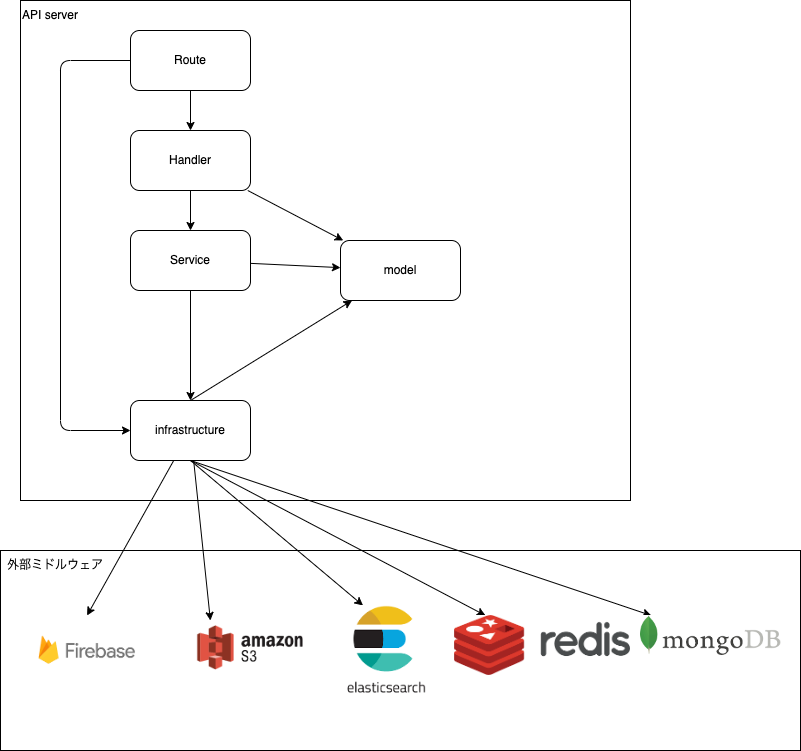 API server
Route
Handler
Service
model
infrastructure
外部ミドルウェア
Firebase
amazon
S3
elasticsearch
redis
mongoDB